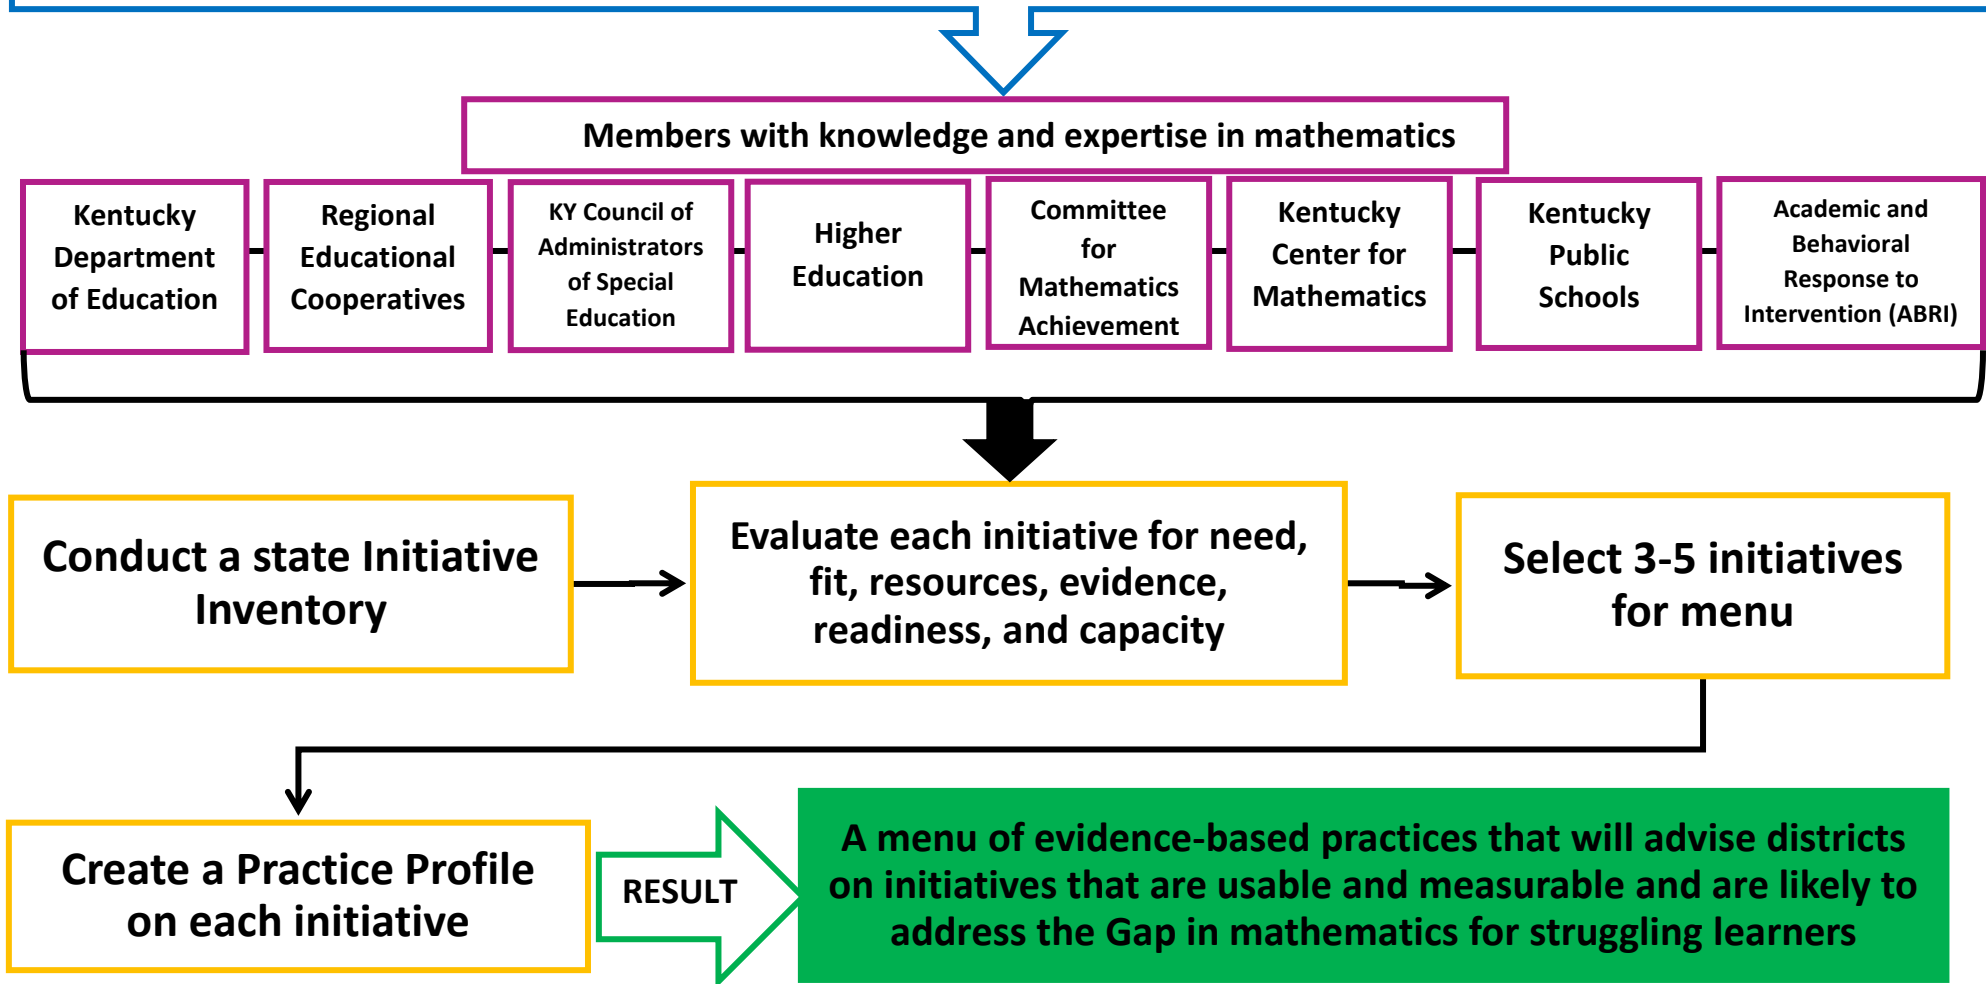 Members with knowledge and expertise in mathematics
Kentucky
Department
of Education
Regional
Educational
Cooperatives
KY Council of
Administrators
of Special
Education
Higher
Education
Committee
for
Mathematics
Achievement
Kentucky
Center for
Mathematics
Kentucky
Public
Schools
Academic and
Behavioral
Response to
Intervention (ABRI)
Conduct a state Initiative
Inventory
Evaluate each initiative for need,
fit, resources, evidence,
readiness, and capacity
Select 3-5 initiatives
for menu
Create a Practice Profile
on each initiative
RESULT
A menu of evidence-based practices that will advise districts
on initiatives that are usable and measurable and are likely to
address the Gap in mathematics for struggling learners